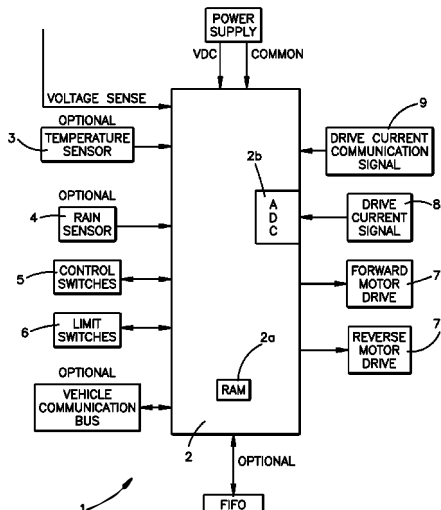 POWER
SUPPLY
VDC
COMMON
VOLTAGE SENSE
OPTIONAL
3
TEMPERATURE
SENSOR
OPTIONAL
4
RAIN
SENSOR
5
CONTROL
SWITCHES
6
LIMIT
SWITCHES
OPTIONAL
VEHICLE
COMMUNICATION
BUS
2b
A
D
C
2a
RAM
2
9
DRIVE CURRENT
COMMUNICATION
SIGNAL
8
DRIVE
CURRENT
SIGNAL
FORWARD
MOTOR
DRIVE
7
REVERSE
MOTOR
DRIVE
7
OPTIONAL
1
FIFO